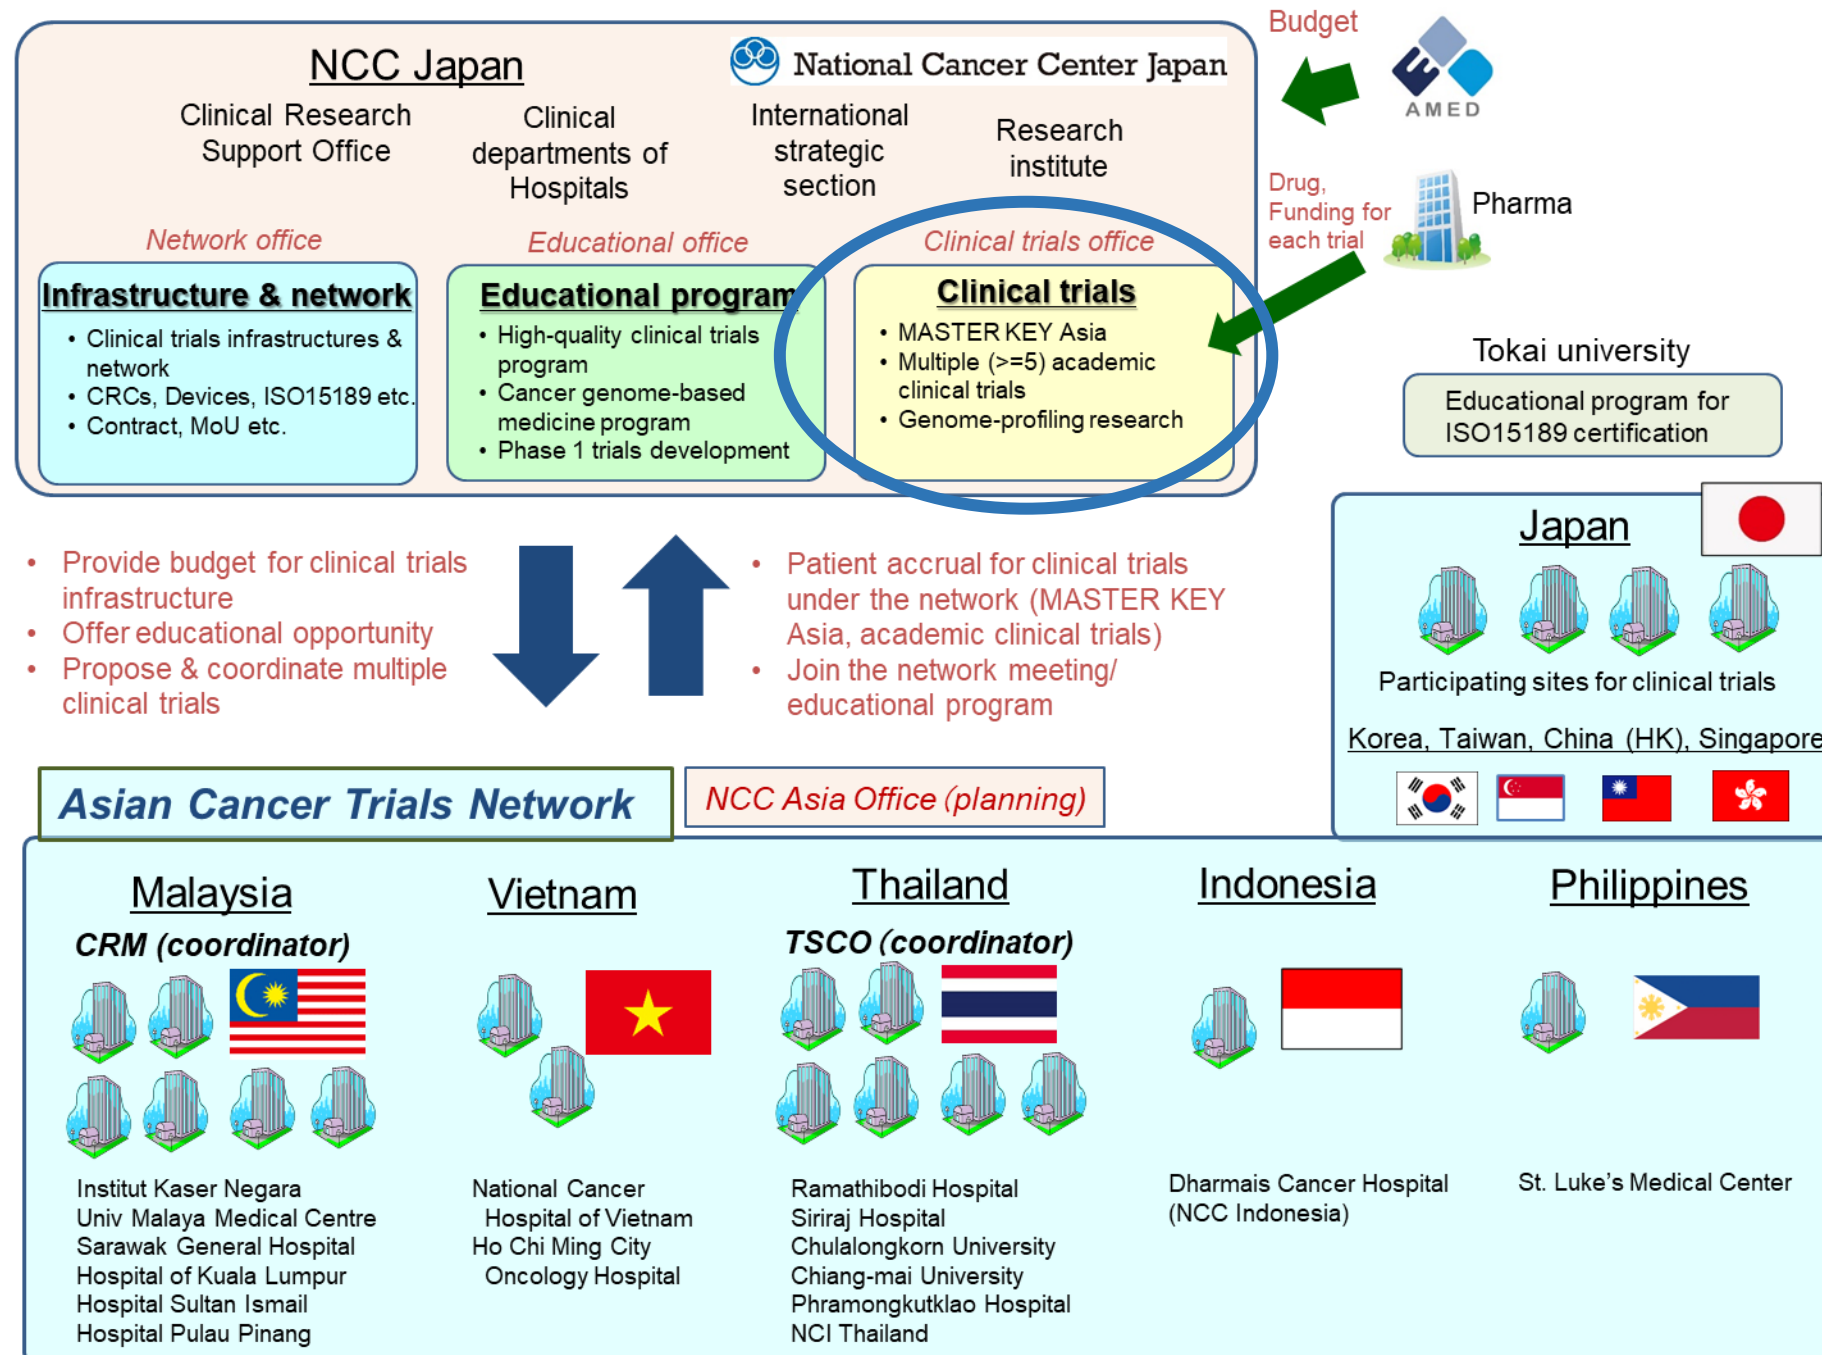 NCC Japan
National Cancer Center Japan
Clinical Research
Support Office
Clinical
departments of
Hospitals
International
strategic
section
Research
institute
Network office
Educational office
Clinical trials office
Infrastructure & network
• Clinical trials infrastructures &
network
• CRCs, Devices, ISO15189 etc.
• Contract, MoU etc.
Educational program
• High-quality clinical trials
program
• Cancer genome-based
medicine program
• Phase 1 trials development
Clinical trials
• MASTER KEY Asia
• Multiple (>=5) academic
clinical trials
• Genome-profiling research
Budget
AMED
Drug,
Funding for
each trial
Pharma
Tokai university
Educational program for
ISO15189 certification
• Provide budget for clinical trials
infrastructure
• Offer educational opportunity
• Propose & coordinate multiple
clinical trials
• Patient accrual for clinical trials
under the network (MASTER KEY
Asia, academic clinical trials)
• Join the network meeting/
educational program
Japan
Participating sites for clinical trials
Korea, Taiwan, China (HK), Singapore
Asian Cancer Trials Network
NCC Asia Office (planning)
Malaysia
CRM (coordinator)
Institut Kaser Negara
Univ Malaya Medical Centre
Sarawak General Hospital
Hospital of Kuala Lumpur
Hospital Sultan Ismail
Hospital Pulau Pinang
Vietnam
National Cancer
Hospital of Vietnam
Ho Chi Ming City
Oncology Hospital
Thailand
TSCO (coordinator)
Ramathibodi Hospital
Siriraj Hospital
Chulalongkorn University
Chiang-mai University
Phramongkutklao Hospital
NCI Thailand
Indonesia
Dharmais Cancer Hospital
(NCC Indonesia)
Philippines
St. Luke’s Medical Center